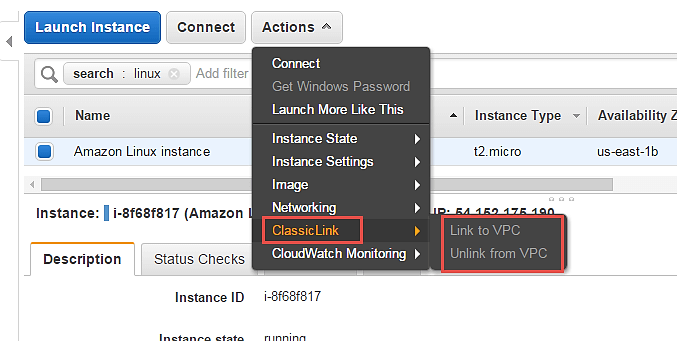 Launch Instance Connect Actions
search : linux Add filter
Connect
Get Windows Password
Launch More Like This
Name Instance Type Availability Z
Instance State
Amazon Linux instance t2.micro us-east-1b
Instance Settings
Image
Networking
Instance: i-8f68f817 (Amazon L IP: 54.152.175.190
ClassicLink Link to VPC
CloudWatch Monitoring Unlink from VPC
Description Status Checks
Instance ID i-8f68f817
Instance state running